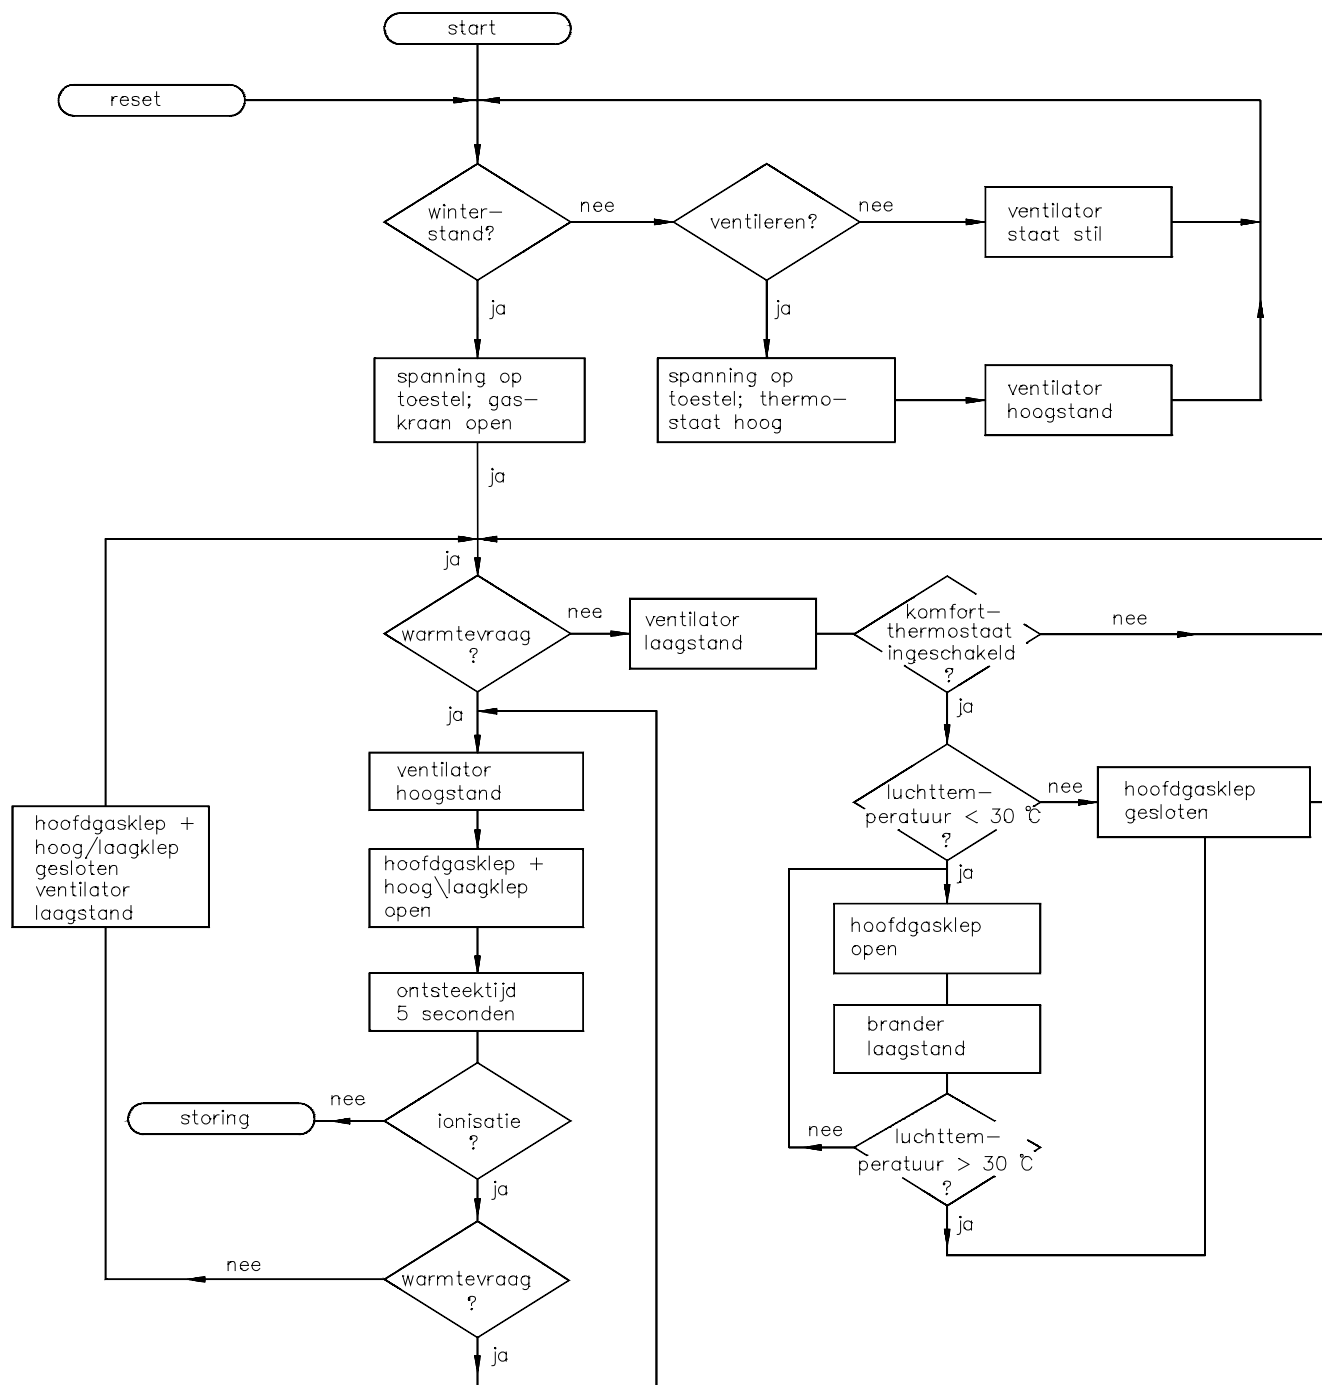 start
reset
winter-
stand?
nee
ventileren?
nee
ventilator
staat stil
ja
ja
spanning op
toestel; gas-
kraan open
spanning op
toestel; thermo-
staat hoog
ventilator
hoogstand
ja
ja
warmtevraag
?
nee
ventilator
laagstand
komfort-
thermostaat
ingeschakeld
?
nee
ja
ja
ventilator
hoogstand
luchttem-
peratuur < 30 °C
?
nee
hoofdgasklep
gesloten
hoofdgasklep +
hoog/laagklep
gesloten
ventilator
laagstand
hoofdgasklep +
hoog\laagklep
open
ja
hoofdgasklep
open
ontsteektijd
5 seconden
brander
laagstand
storing
nee
ionisatie
?
nee
luchttem-
peratuur > 30 °C
?
ja
ja
nee
warmtevraag
?
ja